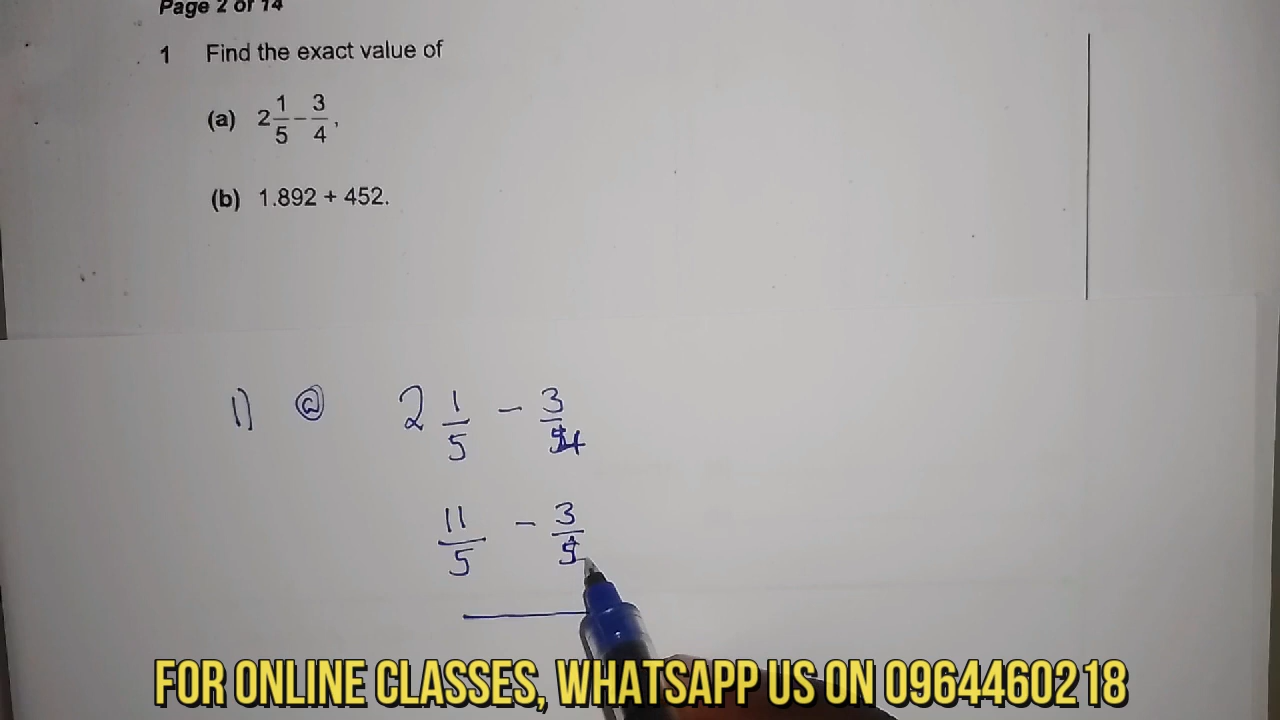 Page 2 of 14
1 Find the exact value of
(a) 2 1/5 − 3/4,
(b) 1.892 + 452.
1) (a) 2 1/5 − 3/4
11/5 − 3/
FOR ONLINE CLASSES, WHATSAPP US ON 0964460218